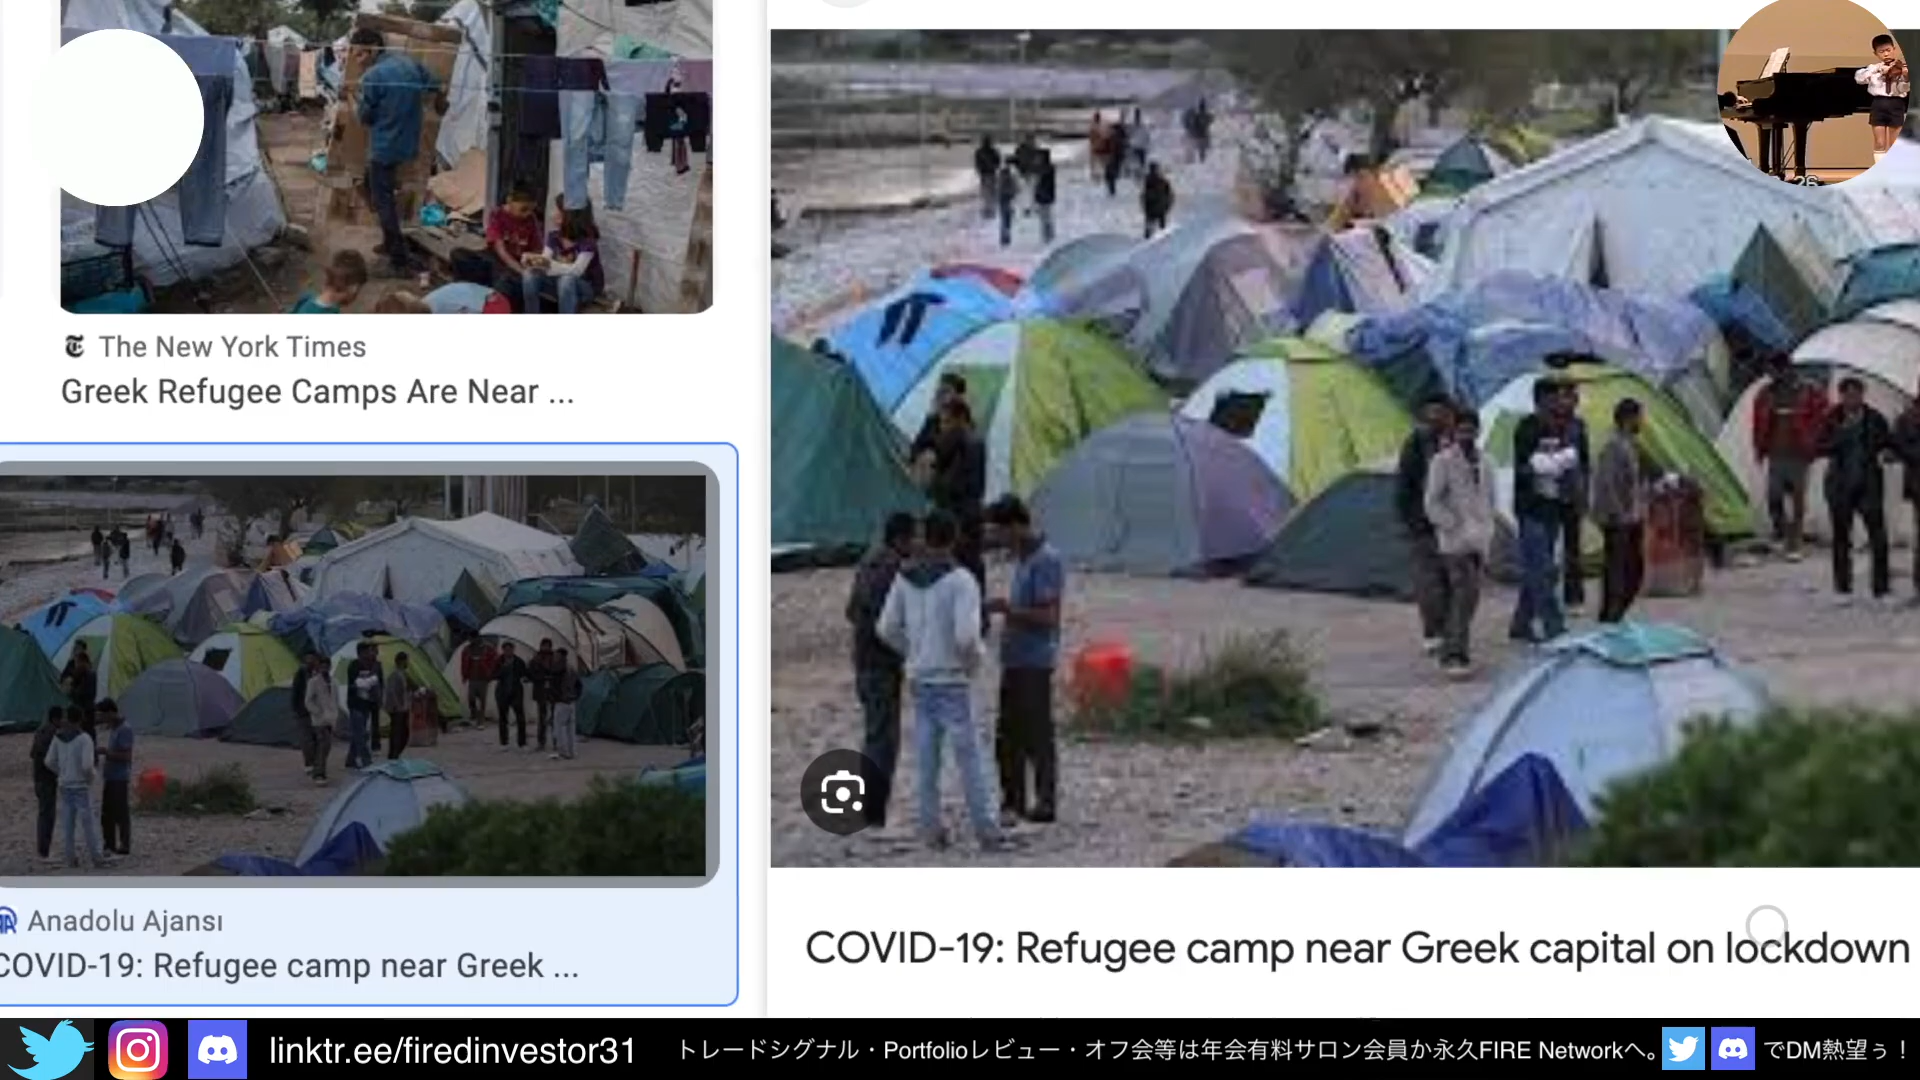 The New York Times
Greek Refugee Camps Are Near ...
Anadolu Ajansı
COVID-19: Refugee camp near Greek ...
COVID-19: Refugee camp near Greek capital on lockdown
linktr.ee/firedinvestor31
トレードシグナル・Portfolioレビュー・オフ会等は年会有料サロン会員か永久FIRE Networkへ。
でDM熱望ぅ！